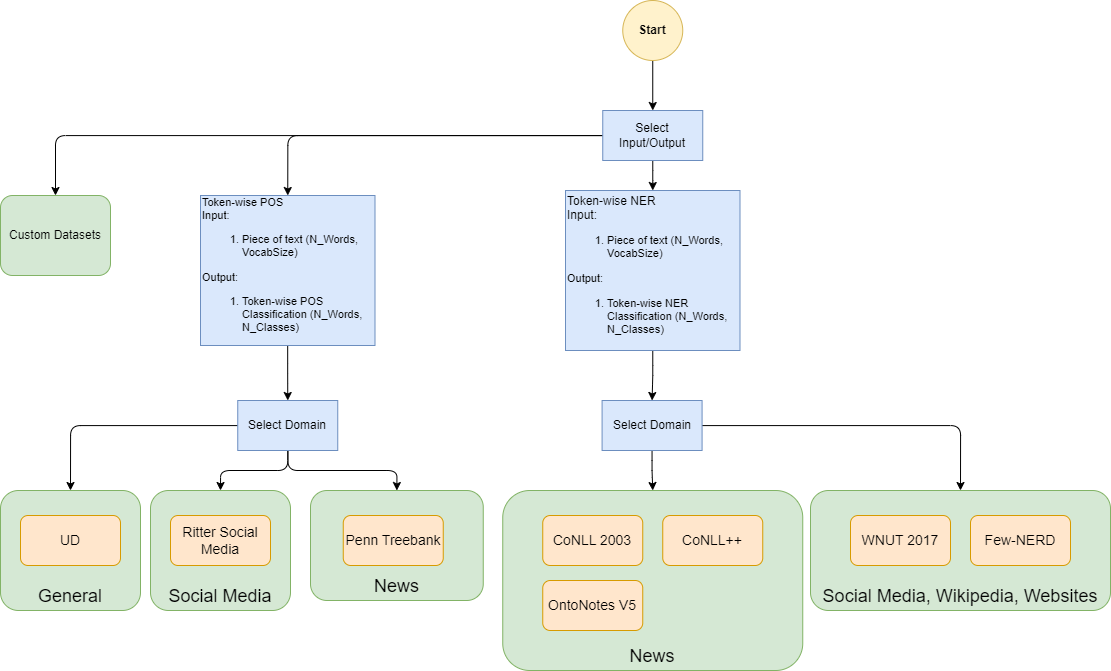 Start
Select
Input/Output
Custom Datasets
Token-wise POS
Input:
1. Piece of text (N_Words,
VocabSize)
Output:
1. Token-wise POS
Classification (N_Words,
N_Classes)
Token-wise NER
Input:
1. Piece of text (N_Words,
VocabSize)
Output:
1. Token-wise NER
Classification (N_Words,
N_Classes)
Select Domain
Select Domain
UD
General
Ritter Social
Media
Social Media
Penn Treebank
News
CoNLL 2003
CoNLL++
OntoNotes V5
News
WNUT 2017
Few-NERD
Social Media, Wikipedia, Websites